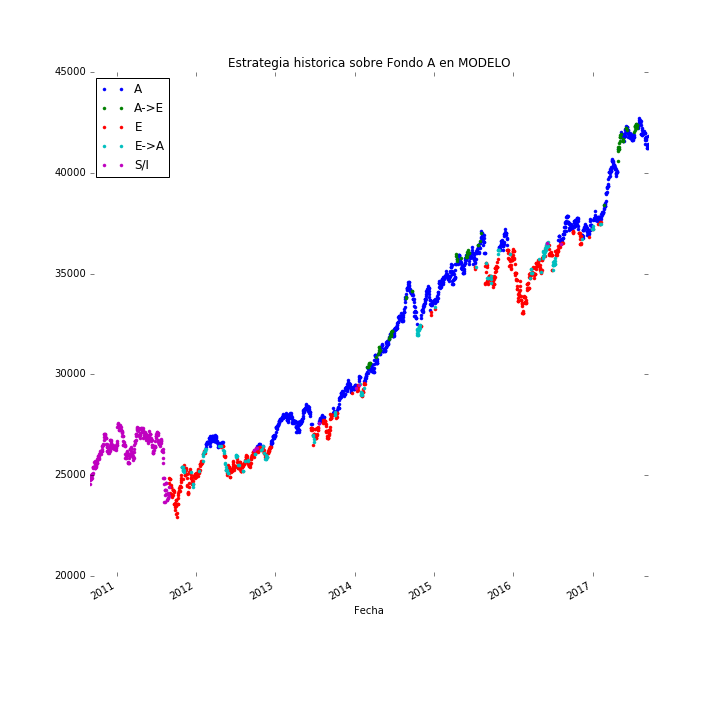 Estrategia historica sobre Fondo A en MODELO
45000
A
A->E
E
E->A
S/I
40000
35000
30000
25000
20000
2011
2012
2013
2014
2015
2016
2017
Fecha